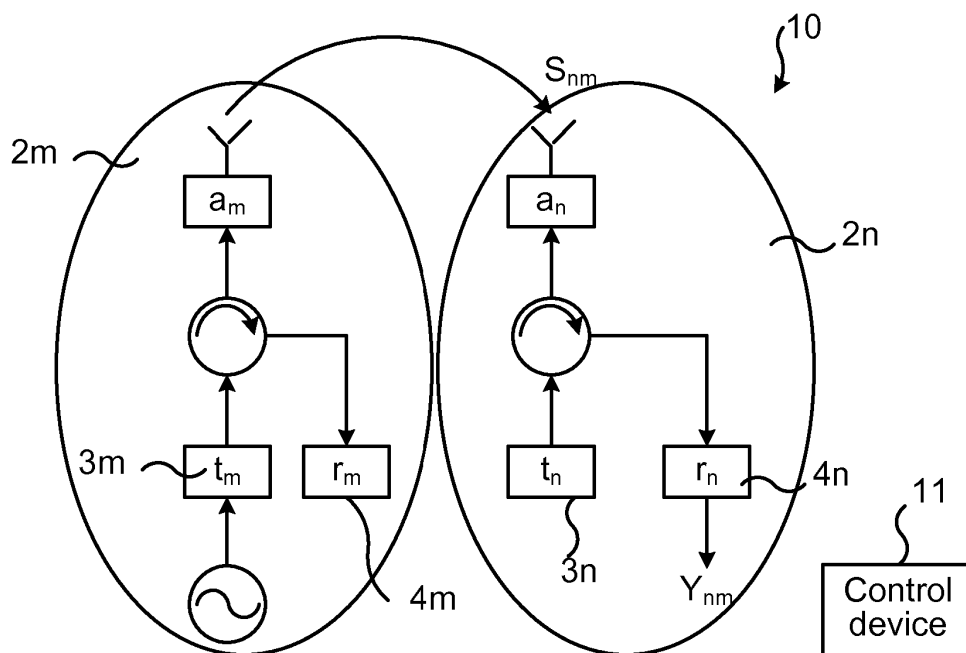 10
S_nm
2m
a_m
a_n
2n
3m
t_m
r_m
t_n
r_n
4n
11
4m
3n
Y_nm
Control
device